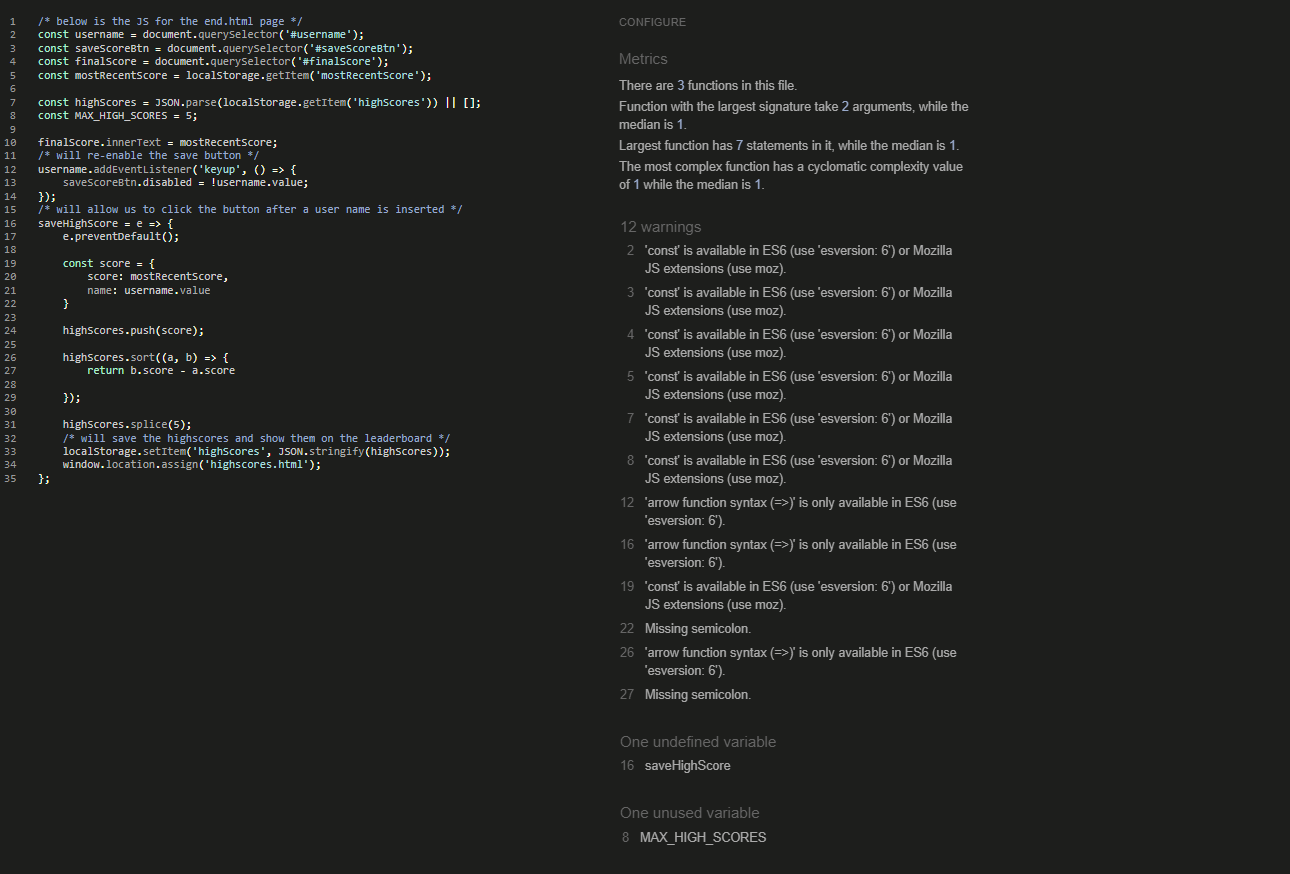 1 /* below is the JS for the end.html page */
2 const username = document.querySelector('#username');
3 const saveScoreBtn = document.querySelector('#saveScoreBtn');
4 const finalScore = document.querySelector('#finalScore');
5 const mostRecentScore = localStorage.getItem('mostRecentScore');
6
7 const highScores = JSON.parse(localStorage.getItem('highScores')) || [];
8 const MAX_HIGH_SCORES = 5;
9
10 finalScore.innerText = mostRecentScore;
11 /* will re-enable the save button */
12 username.addEventListener('keyup', () => {
13     saveScoreBtn.disabled = !username.value;
14 });
15 /* will allow us to click the button after a user name is inserted */
16 saveHighScore = e => {
17     e.preventDefault();
18
19     const score = {
20         score: mostRecentScore,
21         name: username.value
22     }
23
24     highScores.push(score);
25
26     highScores.sort((a, b) => {
27         return b.score - a.score
28
29     });
30
31     highScores.splice(5);
32     /* will save the highscores and show them on the leaderboard */
33     localStorage.setItem('highScores', JSON.stringify(highScores));
34     window.location.assign('highscores.html');
35 };
CONFIGURE
Metrics
There are 3 functions in this file.
Function with the largest signature take 2 arguments, while the
median is 1.
Largest function has 7 statements in it, while the median is 1.
The most complex function has a cyclomatic complexity value
of 1 while the median is 1.
12 warnings
2 'const' is available in ES6 (use 'esversion: 6') or Mozilla
JS extensions (use moz).
3 'const' is available in ES6 (use 'esversion: 6') or Mozilla
JS extensions (use moz).
4 'const' is available in ES6 (use 'esversion: 6') or Mozilla
JS extensions (use moz).
5 'const' is available in ES6 (use 'esversion: 6') or Mozilla
JS extensions (use moz).
7 'const' is available in ES6 (use 'esversion: 6') or Mozilla
JS extensions (use moz).
8 'const' is available in ES6 (use 'esversion: 6') or Mozilla
JS extensions (use moz).
12 'arrow function syntax (=>)' is only available in ES6 (use
'esversion: 6').
16 'arrow function syntax (=>)' is only available in ES6 (use
'esversion: 6').
19 'const' is available in ES6 (use 'esversion: 6') or Mozilla
JS extensions (use moz).
22 Missing semicolon.
26 'arrow function syntax (=>)' is only available in ES6 (use
'esversion: 6').
27 Missing semicolon.
One undefined variable
16 saveHighScore
One unused variable
8 MAX_HIGH_SCORES